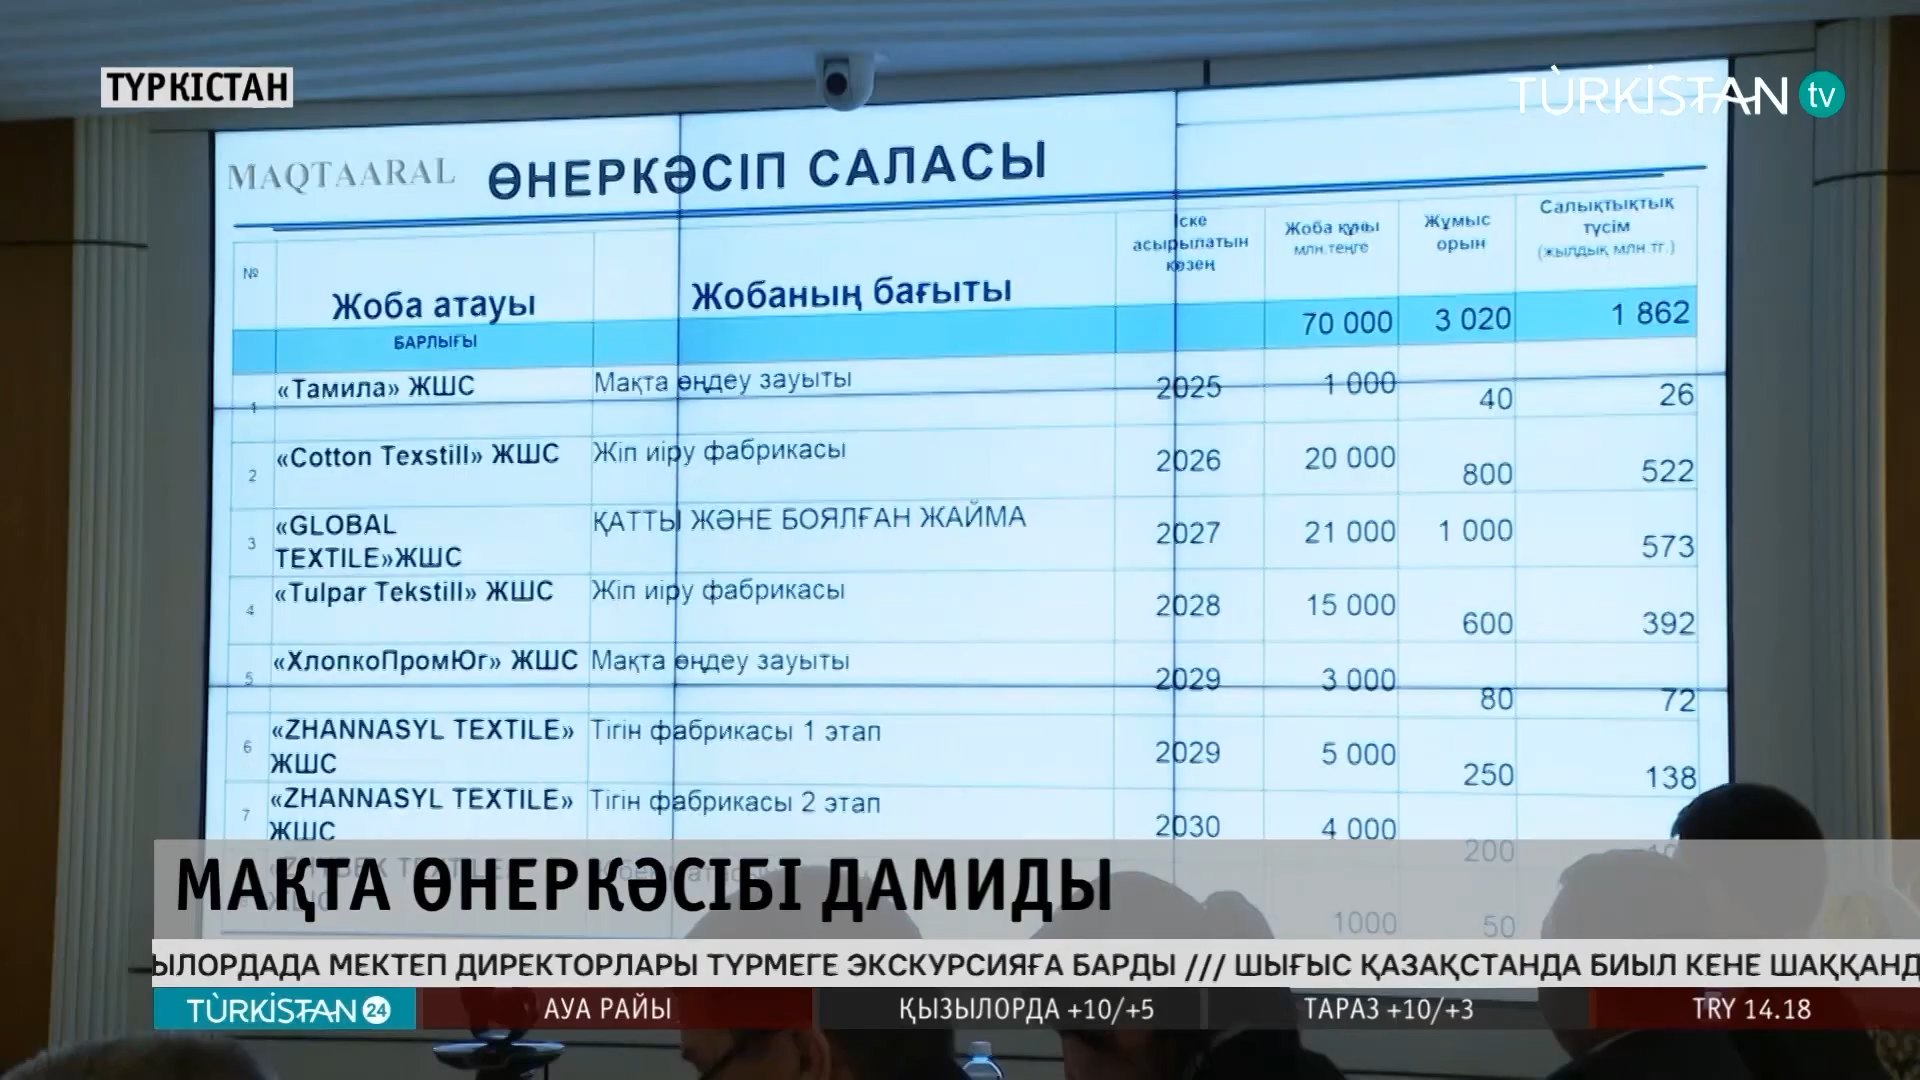 ТҮРКІСТАН
TÜRKISTAN tv
MAQTAARAL ӨНЕРКӘСІП САЛАСЫ
№ Жоба атауы Жобаның бағыты Іске асырылатын кезең Жоба құны млн.теңге Жұмыс орын Салықтықтық түсім (жылдық млн.тг.)
БАРЛЫҒЫ 70 000 3 020 1 862
1 «Тамила» ЖШС Мақта өңдеу зауыты 2025 1 000 40 26
2 «Cotton Texstill» ЖШС Жіп иіру фабрикасы 2026 20 000 800 522
3 «GLOBAL TEXTILE»ЖШС ҚАТТЫ ЖӘНЕ БОЯЛҒАН ЖАЙМА 2027 21 000 1 000 573
4 «Tulpar Tekstill» ЖШС Жіп иіру фабрикасы 2028 15 000 600 392
5 «ХлопкоПромЮг» ЖШС Мақта өңдеу зауыты 2029 3 000 80 72
6 «ZHANNASYL TEXTILE» ЖШС Тігін фабрикасы 1 этап 2029 5 000 250 138
7 «ZHANNASYL TEXTILE» ЖШС Тігін фабрикасы 2 этап 2030 4 000 200
ЖШС 1000 50
МАҚТА ӨНЕРКӘСІБІ ДАМИДЫ
ЫЛОРДАДА МЕКТЕП ДИРЕКТОРЛАРЫ ТҮРМЕГЕ ЭКСКУРСИЯҒА БАРДЫ /// ШЫҒЫС ҚАЗАҚСТАНДА БИЫЛ КЕНЕ ШАҚҚАНД
TÜRKISTAN 24 АУА РАЙЫ ҚЫЗЫЛОРДА +10/+5 ТАРАЗ +10/+3 TRY 14.18